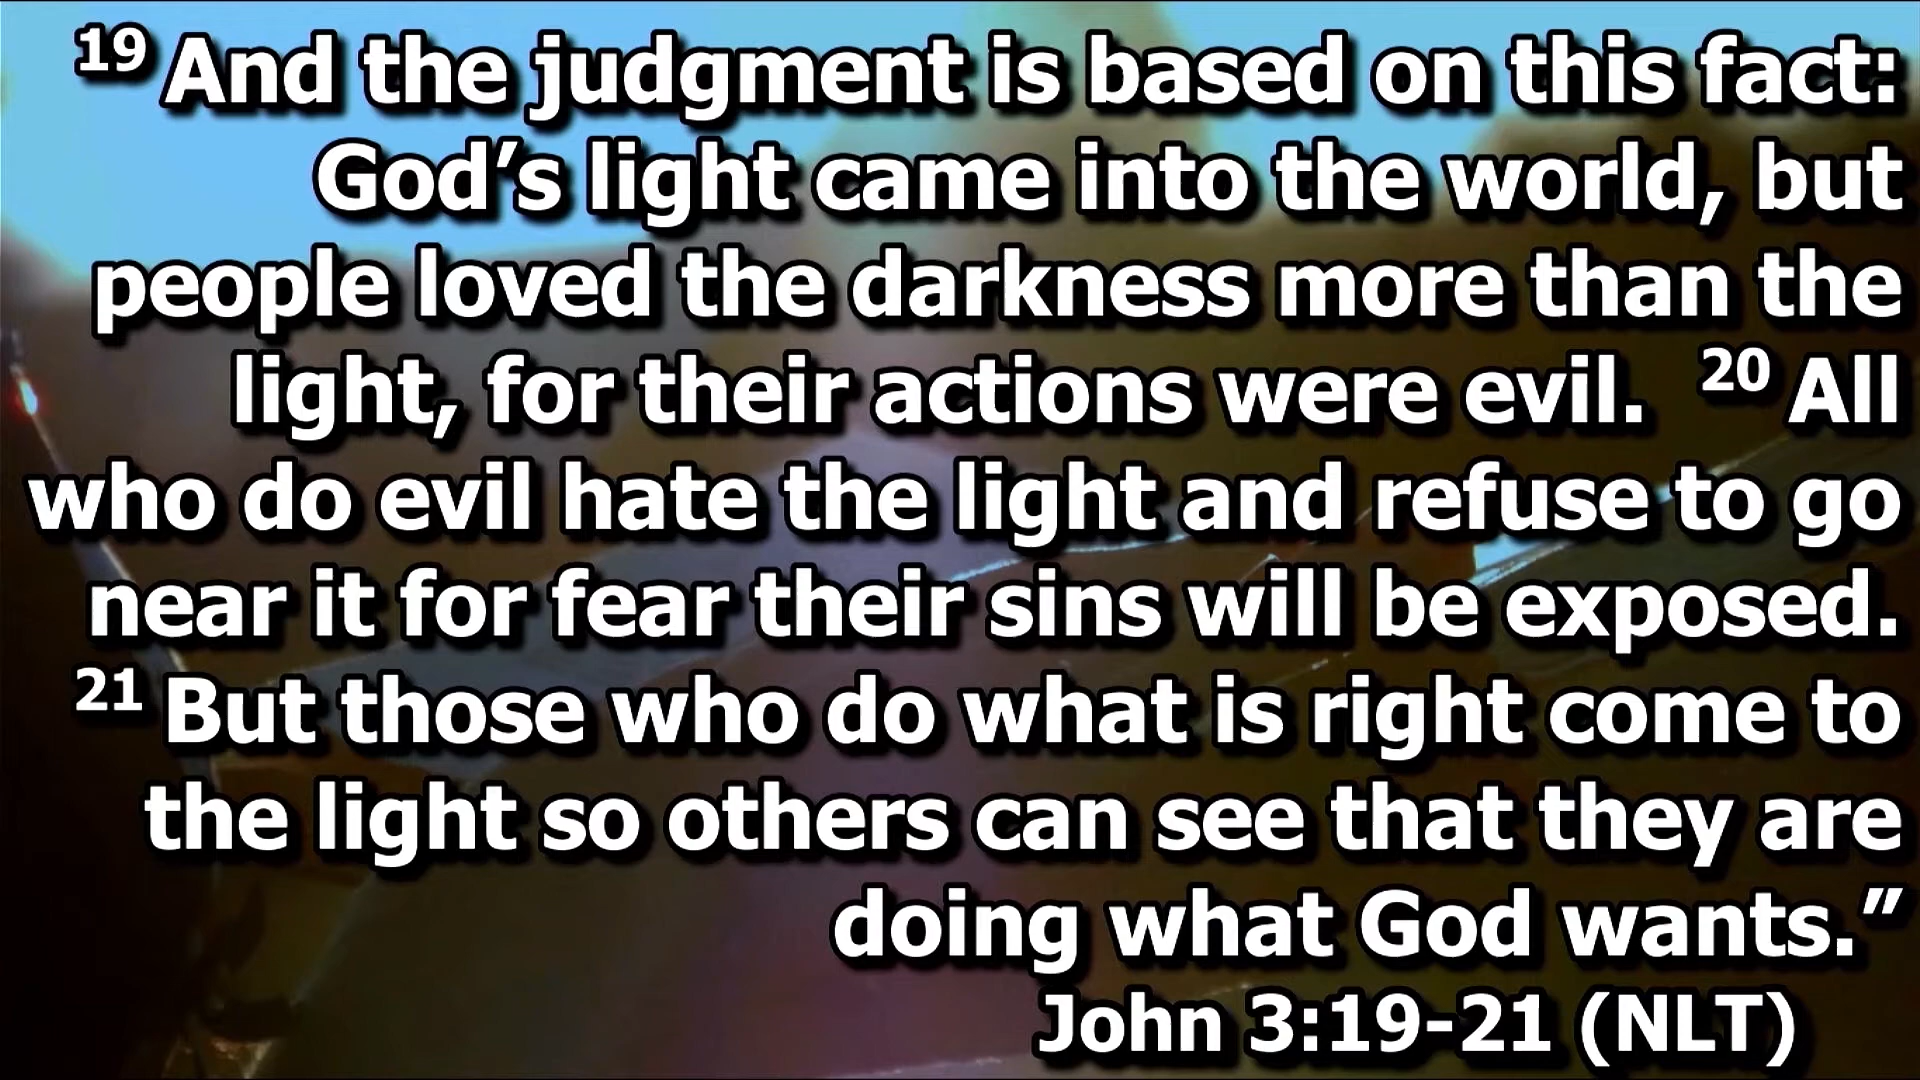 19 And the judgment is based on this fact:
God’s light came into the world, but
people loved the darkness more than the
light, for their actions were evil. 20 All
who do evil hate the light and refuse to go
near it for fear their sins will be exposed.
21 But those who do what is right come to
the light so others can see that they are
doing what God wants.”
John 3:19-21 (NLT)